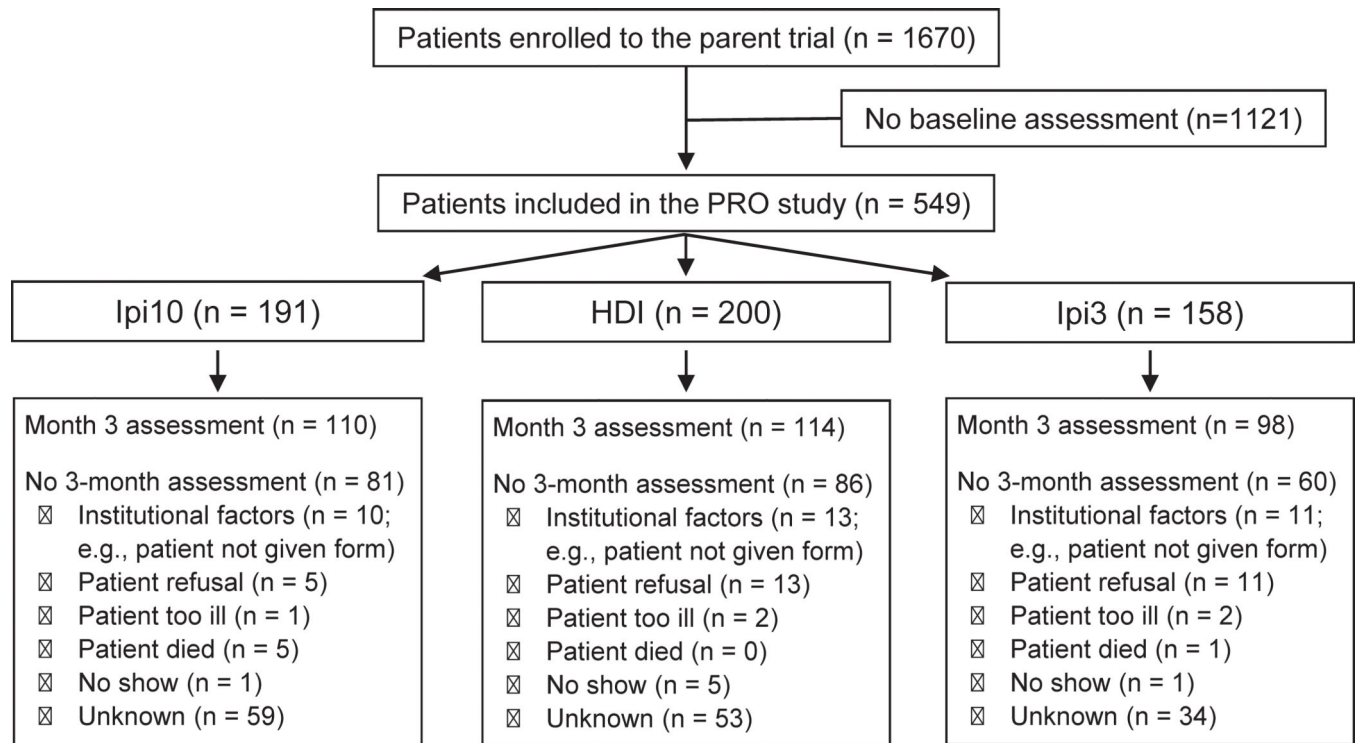 Patients enrolled to the parent trial (n = 1670)
No baseline assessment (n=1121)
Patients included in the PRO study (n = 549)
Ipi10 (n = 191)
HDI (n = 200)
Ipi3 (n = 158)
Month 3 assessment (n = 110)
No 3-month assessment (n = 81)
Institutional factors (n = 10;
e.g., patient not given form)
Patient refusal (n = 5)
Patient too ill (n = 1)
Patient died (n = 5)
No show (n = 1)
Unknown (n = 59)
Month 3 assessment (n = 114)
No 3-month assessment (n = 86)
Institutional factors (n = 13;
e.g., patient not given form)
Patient refusal (n = 13)
Patient too ill (n = 2)
Patient died (n = 0)
No show (n = 5)
Unknown (n = 53)
Month 3 assessment (n = 98)
No 3-month assessment (n = 60)
Institutional factors (n = 11;
e.g., patient not given form)
Patient refusal (n = 11)
Patient too ill (n = 2)
Patient died (n = 1)
No show (n = 1)
Unknown (n = 34)